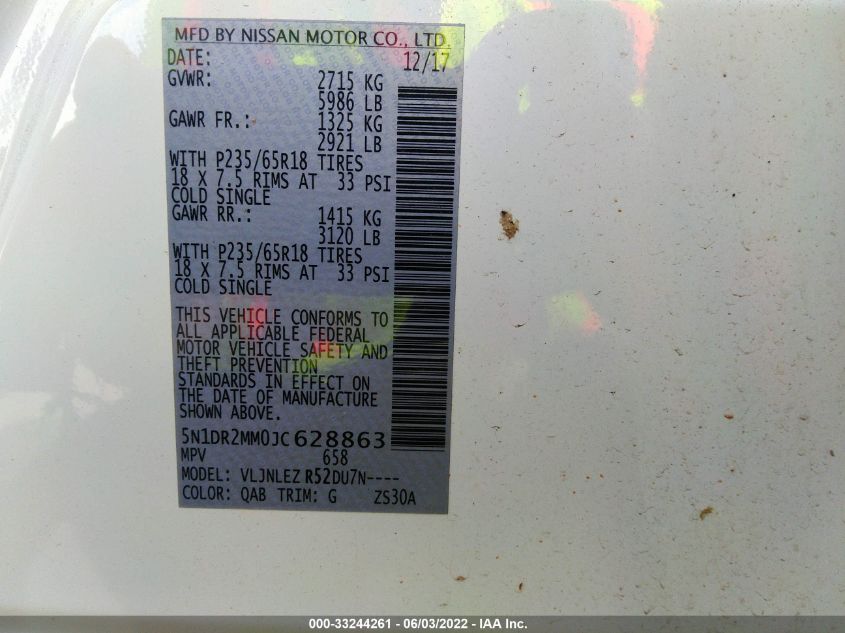 MFD BY NISSAN MOTOR CO., LTD.
DATE: 12/17
GVWR: 2715 KG
5986 LB
GAWR FR.: 1325 KG
2921 LB
WITH P235/65R18 TIRES
18 X 7.5 RIMS AT 33 PSI
COLD SINGLE
GAWR RR.: 1415 KG
3120 LB
WITH P235/65R18 TIRES
18 X 7.5 RIMS AT 33 PSI
COLD SINGLE
THIS VEHICLE CONFORMS TO
ALL APPLICABLE FEDERAL
MOTOR VEHICLE SAFETY AND
THEFT PREVENTION
STANDARDS IN EFFECT ON
THE DATE OF MANUFACTURE
SHOWN ABOVE.
5N1DR2MM0JC628863
MPV 658
MODEL: VLJNLEZ R52DU7N----
COLOR: QAB TRIM: G ZS30A
000-33244261 - 06/03/2022 - IAA Inc.